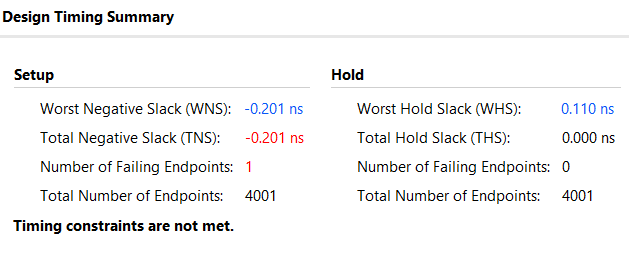 Design Timing Summary
Setup
Hold
Worst Negative Slack (WNS): -0.201 ns
Worst Hold Slack (WHS): 0.110 ns
Total Negative Slack (TNS): -0.201 ns
Total Hold Slack (THS): 0.000 ns
Number of Failing Endpoints: 1
Number of Failing Endpoints: 0
Total Number of Endpoints: 4001
Total Number of Endpoints: 4001
Timing constraints are not met.